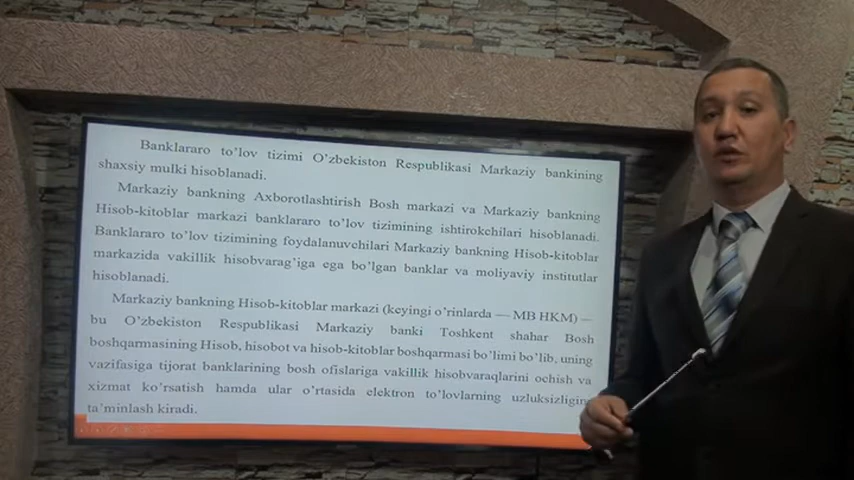 Banklararo to'lov tizimi O'zbekiston Respublikasi Markaziy bankining
shaxsiy mulki hisoblanadi.
Markaziy bankning Axborotlashtirish Bosh markazi va Markaziy bankning
Hisob-kitoblar markazi banklararo to'lov tizimining ishtirokchilari hisoblanadi.
Banklararo to'lov tizimining foydalanuvchilari Markaziy bankning Hisob-kitoblar
markazida vakillik hisobvarag'iga ega bo'lgan banklar va moliyaviy institutlar
hisoblanadi.
Markaziy bankning Hisob-kitoblar markazi (keyingi o'rinlarda — MB HKM) —
bu O'zbekiston Respublikasi Markaziy banki Toshkent shahar Bosh
boshqarmasining Hisob, hisobot va hisob-kitoblar boshqarmasi bo'limi bo'lib, uning
vazifasiga tijorat banklarining bosh ofislariga vakillik hisobvaraqlarini ochish va
xizmat ko'rsatish hamda ular o'rtasida elektron to'lovlarning uzluksizligini
ta'minlash kiradi.